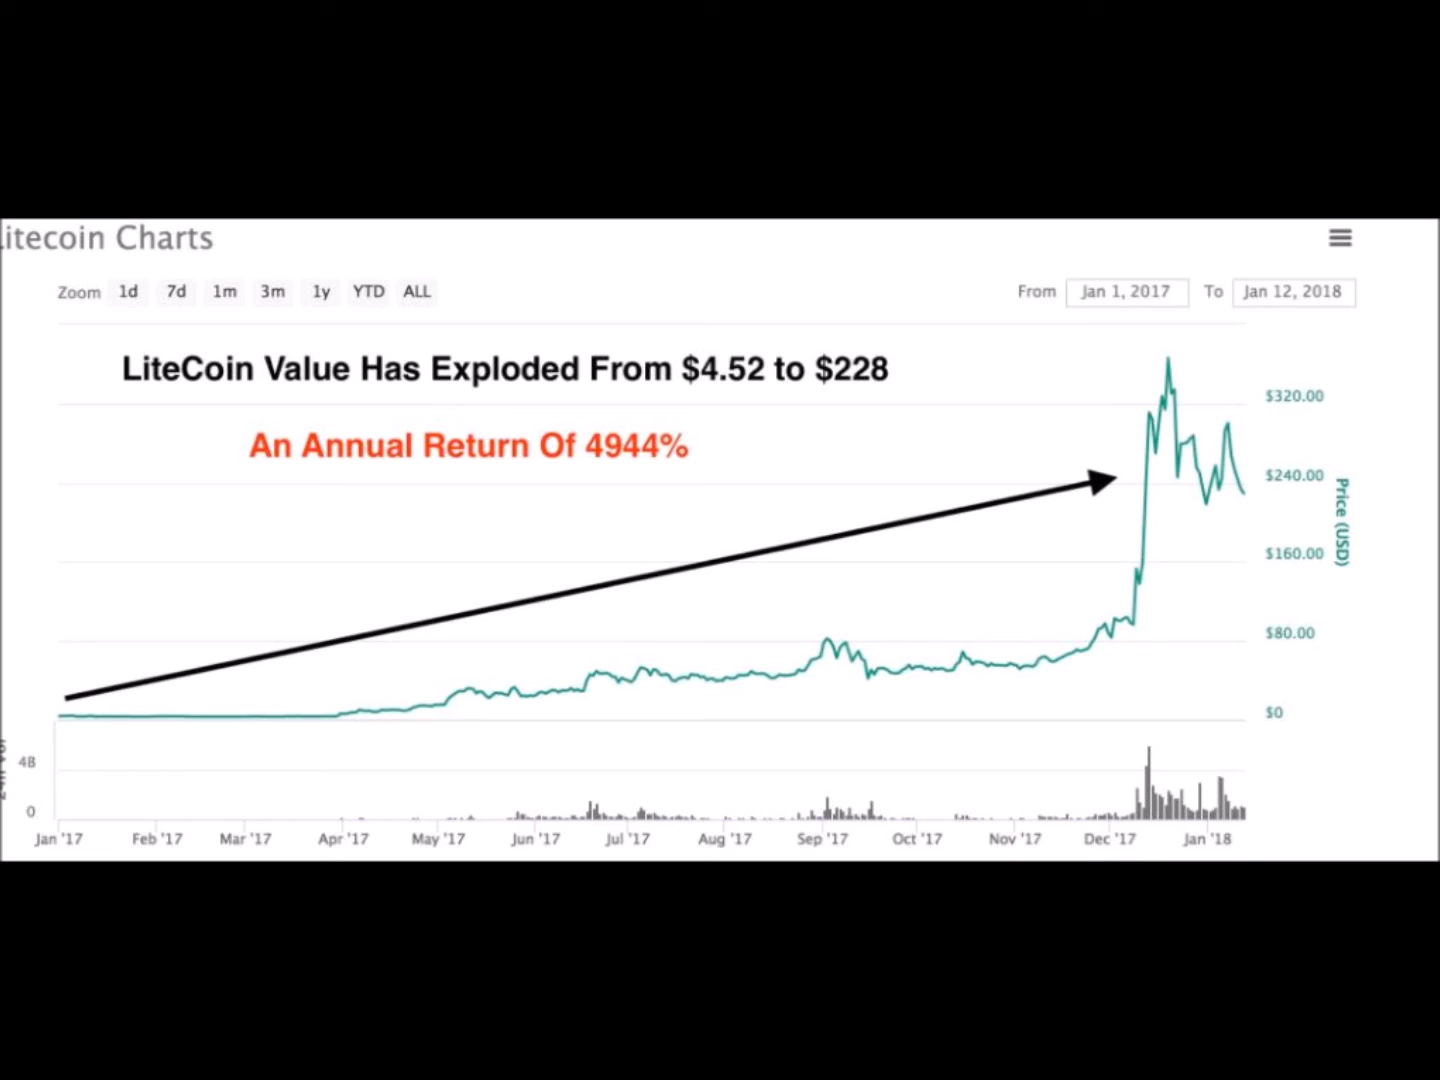 itecoin Charts
Zoom 1d 7d 1m 3m 1y YTD ALL From Jan 1, 2017 To Jan 12, 2018
LiteCoin Value Has Exploded From $4.52 to $228
An Annual Return Of 4944%
$320.00
$240.00
$160.00
$80.00
$0
Price (USD)
4B
0
Jan '17 Feb '17 Mar '17 Apr '17 May '17 Jun '17 Jul '17 Aug '17 Sep '17 Oct '17 Nov '17 Dec '17 Jan '18